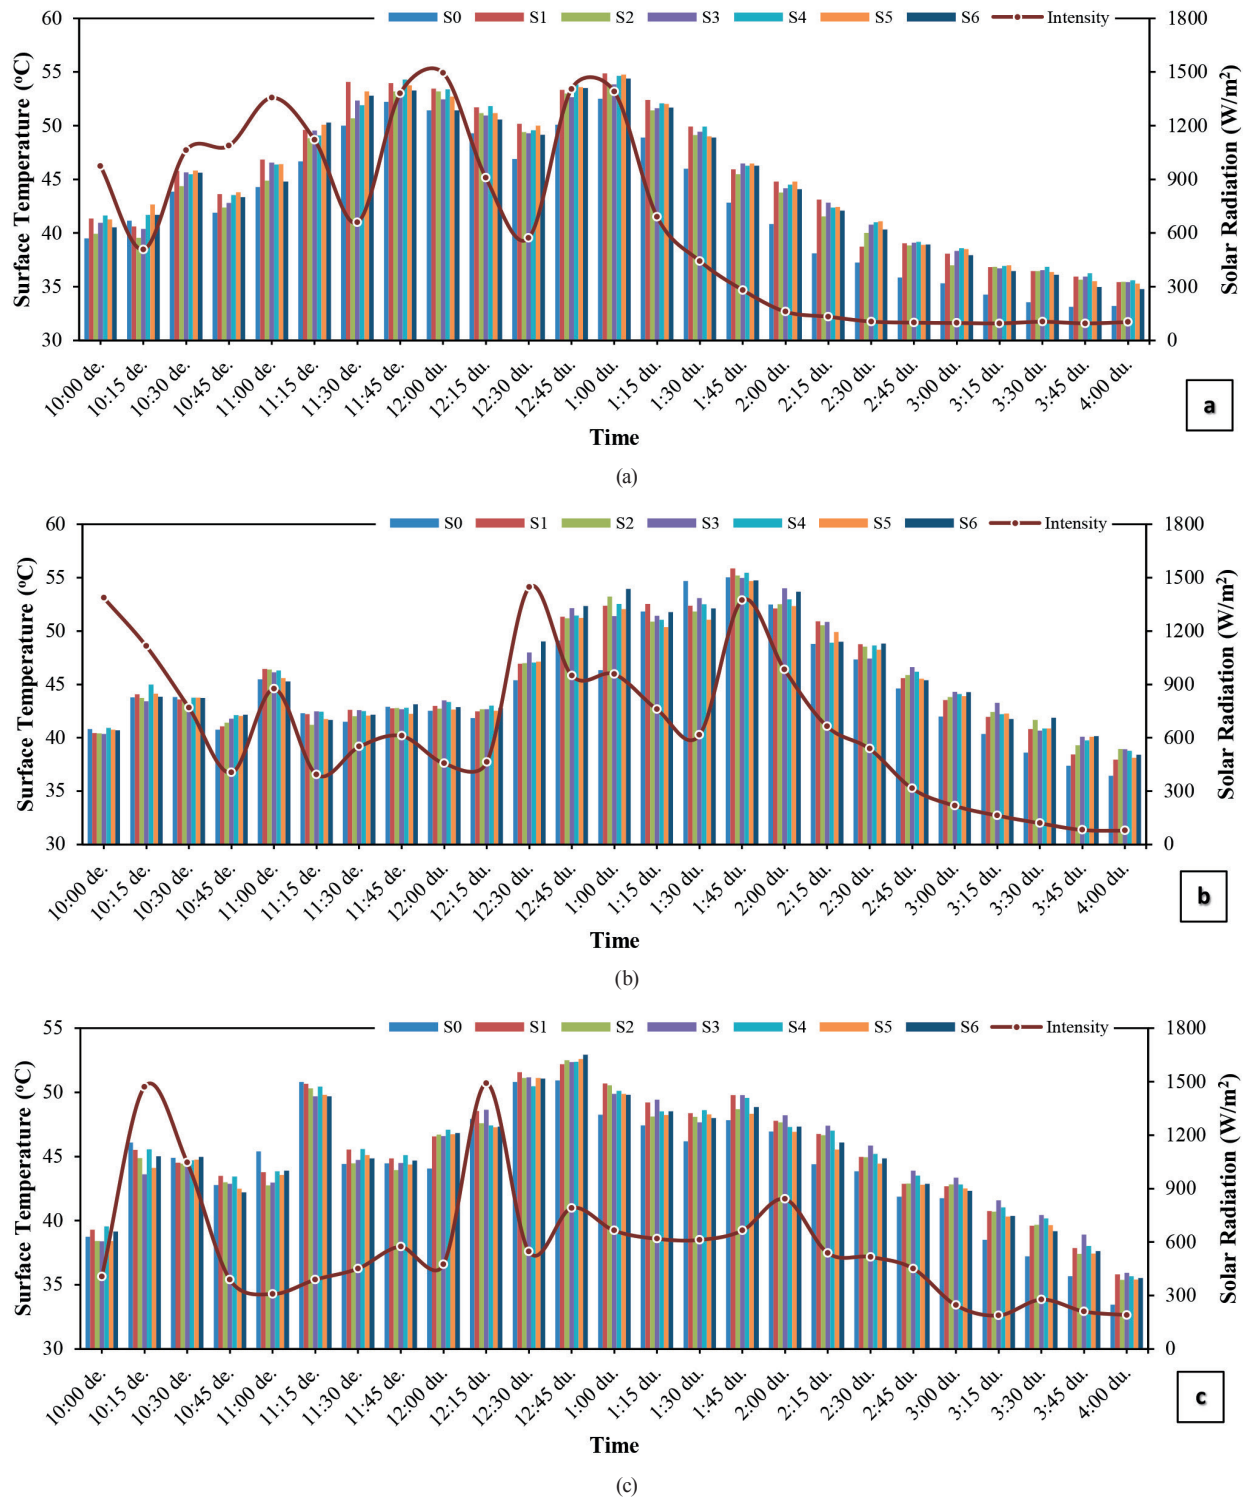 S0 S1 S2 S3 S4 S5 S6 Intensity
60 55 50 45 40 35 30
Surface Temperature (ºC)
1800 1500 1200 900 600 300 0
Solar Radiation (W/m²)
10:00 de. 10:15 de. 10:30 de. 10:45 de. 11:00 de. 11:15 de. 11:30 de. 11:45 de. 12:00 du. 12:15 du. 12:30 du. 12:45 du. 1:00 du. 1:15 du. 1:30 du. 1:45 du. 2:00 du. 2:15 du. 2:30 du. 2:45 du. 3:00 du. 3:15 du. 3:30 du. 3:45 du. 4:00 du.
Time
a
(a)
S0 S1 S2 S3 S4 S5 S6 Intensity
60 55 50 45 40 35 30
Surface Temperature (ºC)
1800 1500 1200 900 600 300 0
Solar Radiation (W/m²)
10:00 de. 10:15 de. 10:30 de. 10:45 de. 11:00 de. 11:15 de. 11:30 de. 11:45 de. 12:00 du. 12:15 du. 12:30 du. 12:45 du. 1:00 du. 1:15 du. 1:30 du. 1:45 du. 2:00 du. 2:15 du. 2:30 du. 2:45 du. 3:00 du. 3:15 du. 3:30 du. 3:45 du. 4:00 du.
Time
b
(b)
S0 S1 S2 S3 S4 S5 S6 Intensity
55 50 45 40 35 30
Surface Temperature (ºC)
1800 1500 1200 900 600 300 0
Solar Radiation (W/m²)
10:00 de. 10:15 de. 10:30 de. 10:45 de. 11:00 de. 11:15 de. 11:30 de. 11:45 de. 12:00 du. 12:15 du. 12:30 du. 12:45 du. 1:00 du. 1:15 du. 1:30 du. 1:45 du. 2:00 du. 2:15 du. 2:30 du. 2:45 du. 3:00 du. 3:15 du. 3:30 du. 3:45 du. 4:00 du.
Time
c
(c)